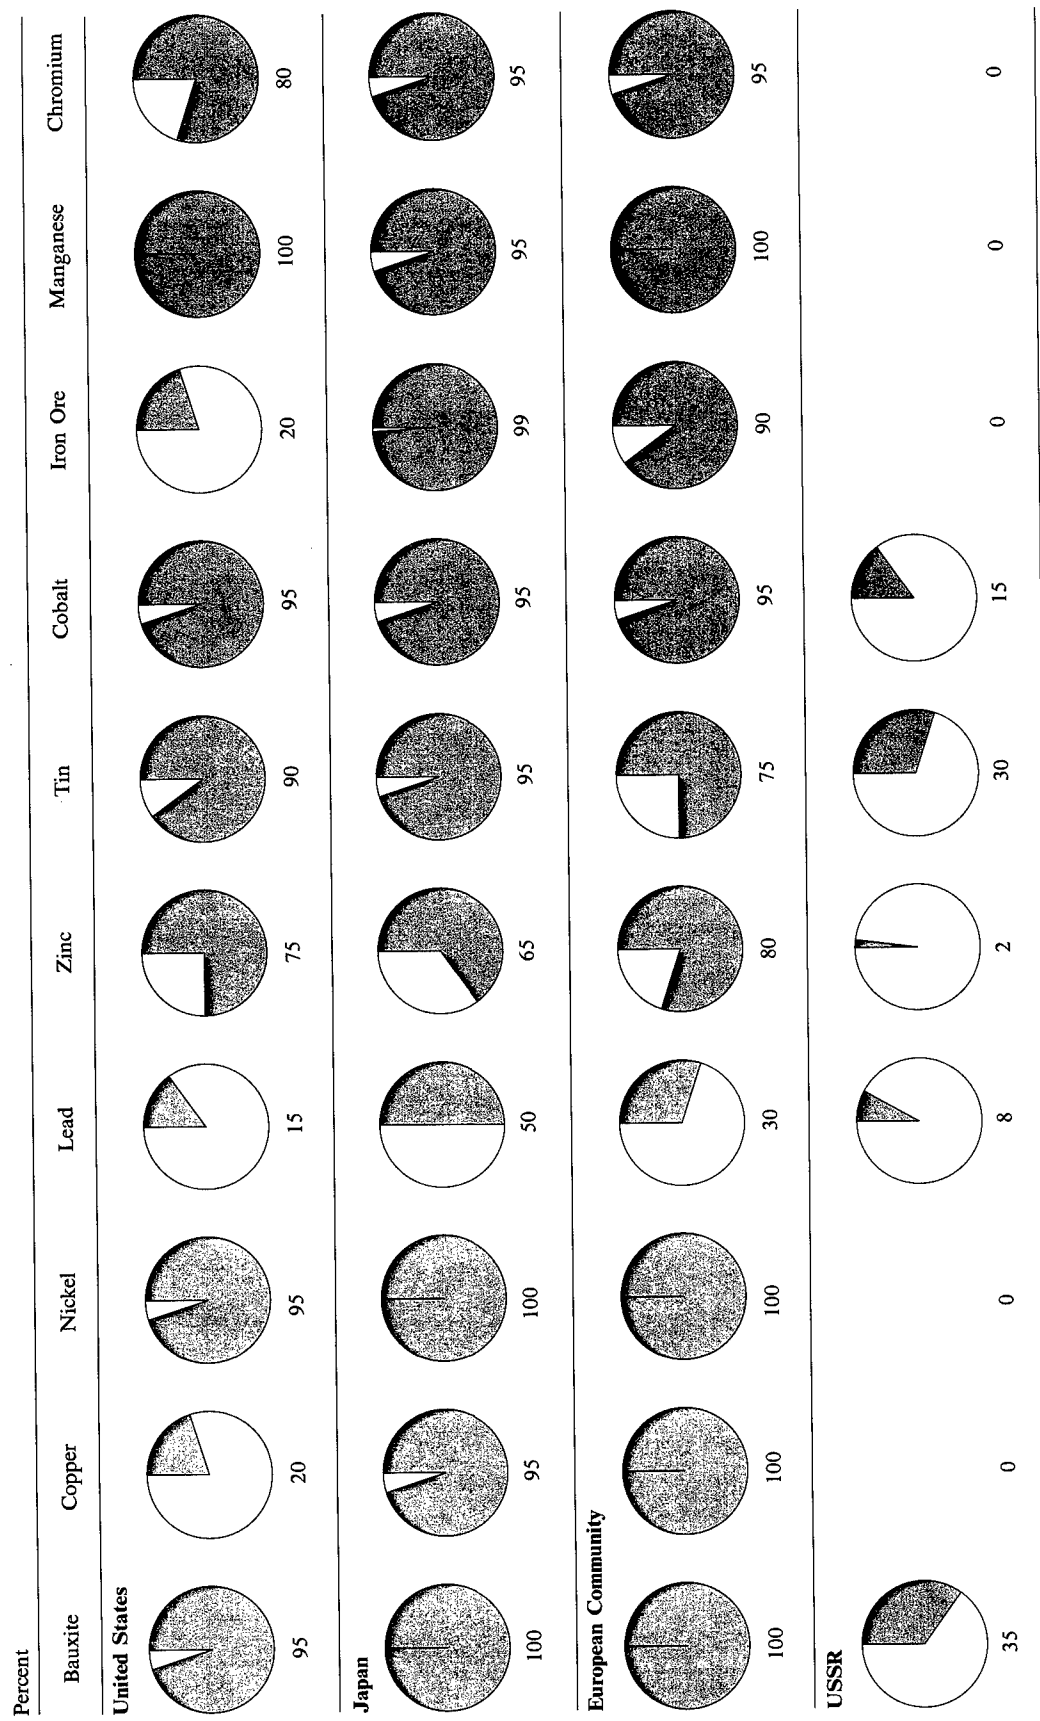 Percent
Bauxite Copper Nickel Lead Zinc Tin Cobalt Iron Ore Manganese Chromium
United States
95 20 95 15 75 90 95 20 100 80
Japan
100 95 100 50 65 95 95 99 95 95
European Community
100 100 100 30 80 75 95 90 100 95
USSR
35 0 0 8 2 30 15 0 0 0